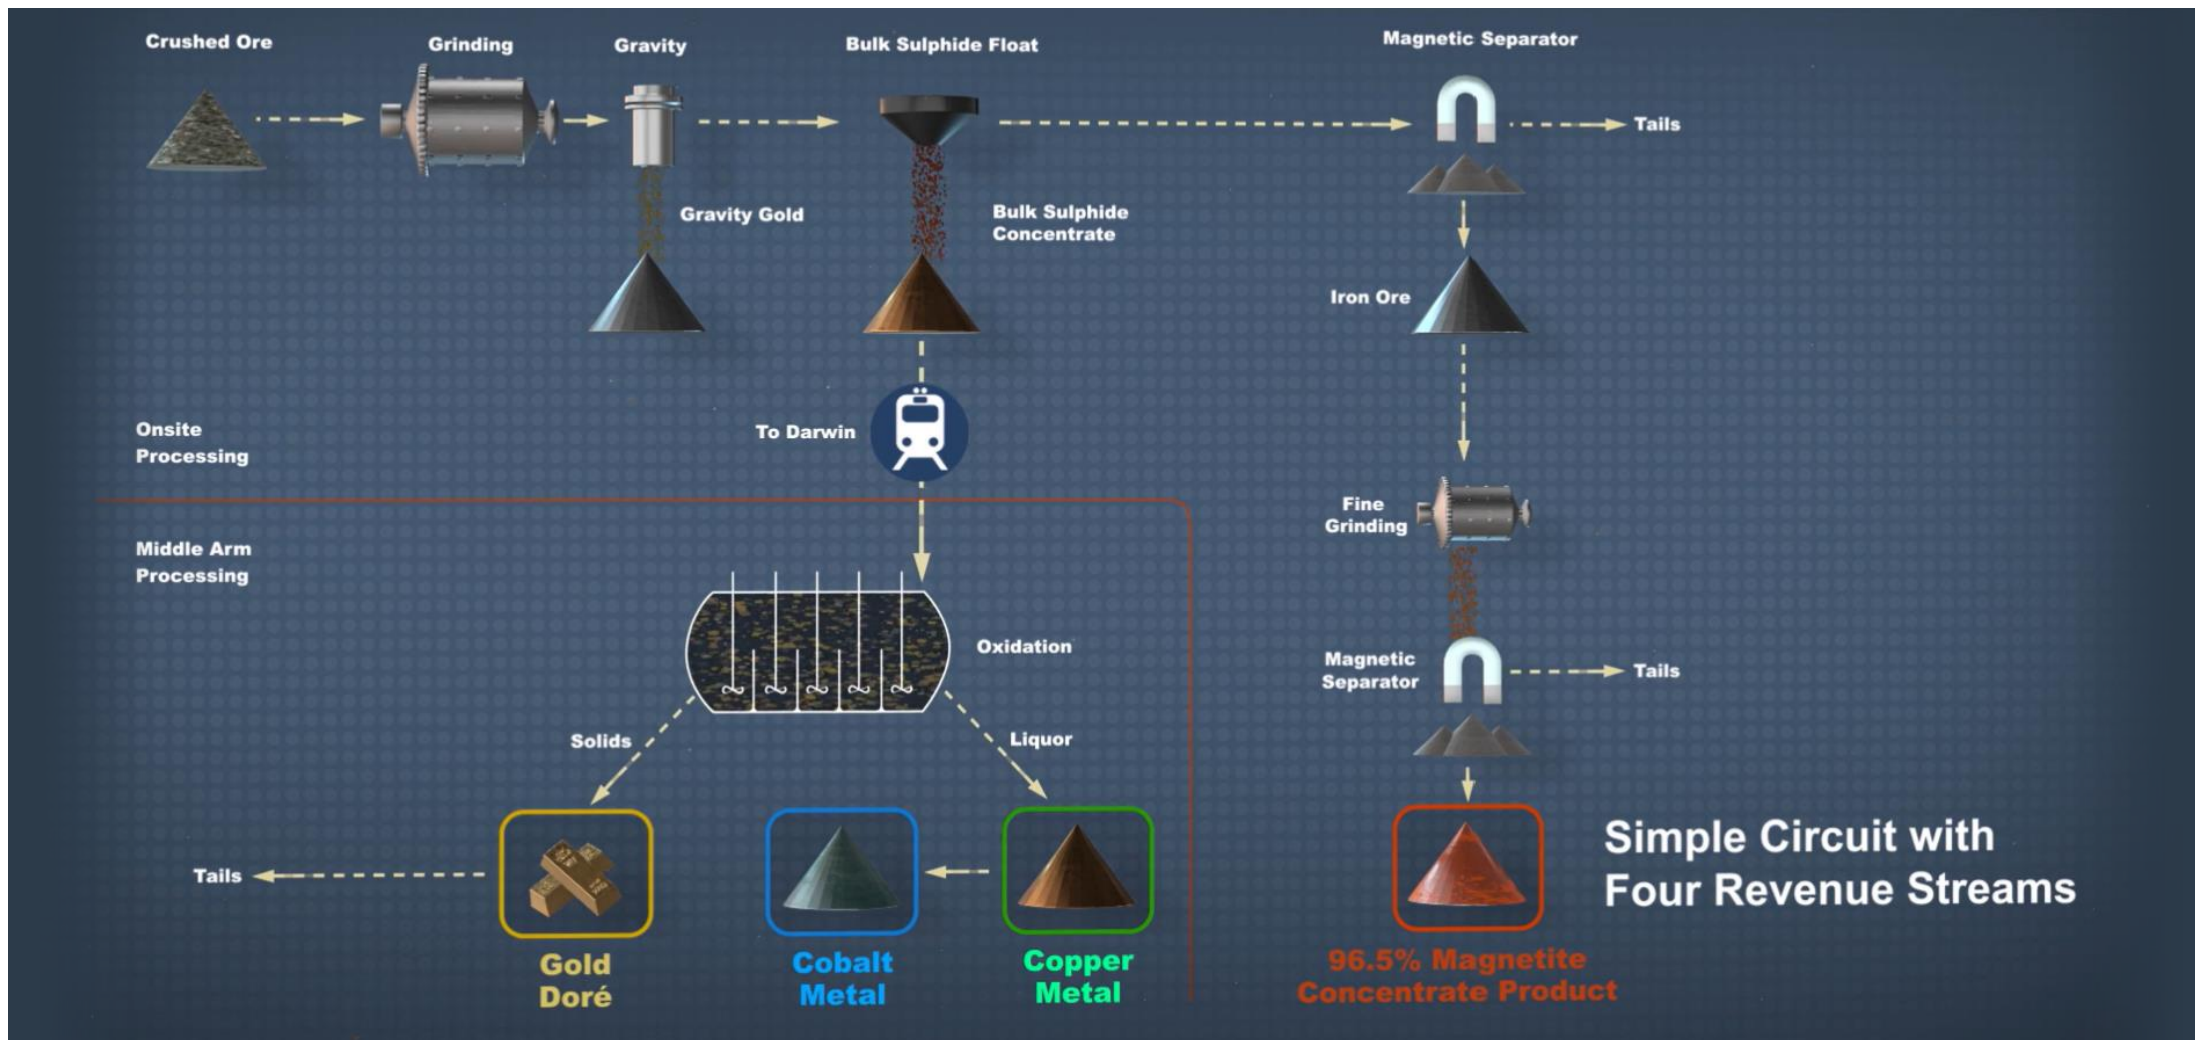 Crushed Ore
Grinding
Gravity
Bulk Sulphide Float
Magnetic Separator
Tails
Gravity Gold
Bulk Sulphide
Concentrate
Iron Ore
To Darwin
Onsite
Processing
Fine
Grinding
Middle Arm
Processing
Oxidation
Magnetic
Separator
Tails
Solids
Liquor
Tails
Simple Circuit with
Four Revenue Streams
Gold
Doré
Cobalt
Metal
Copper
Metal
96.5% Magnetite
Concentrate Product